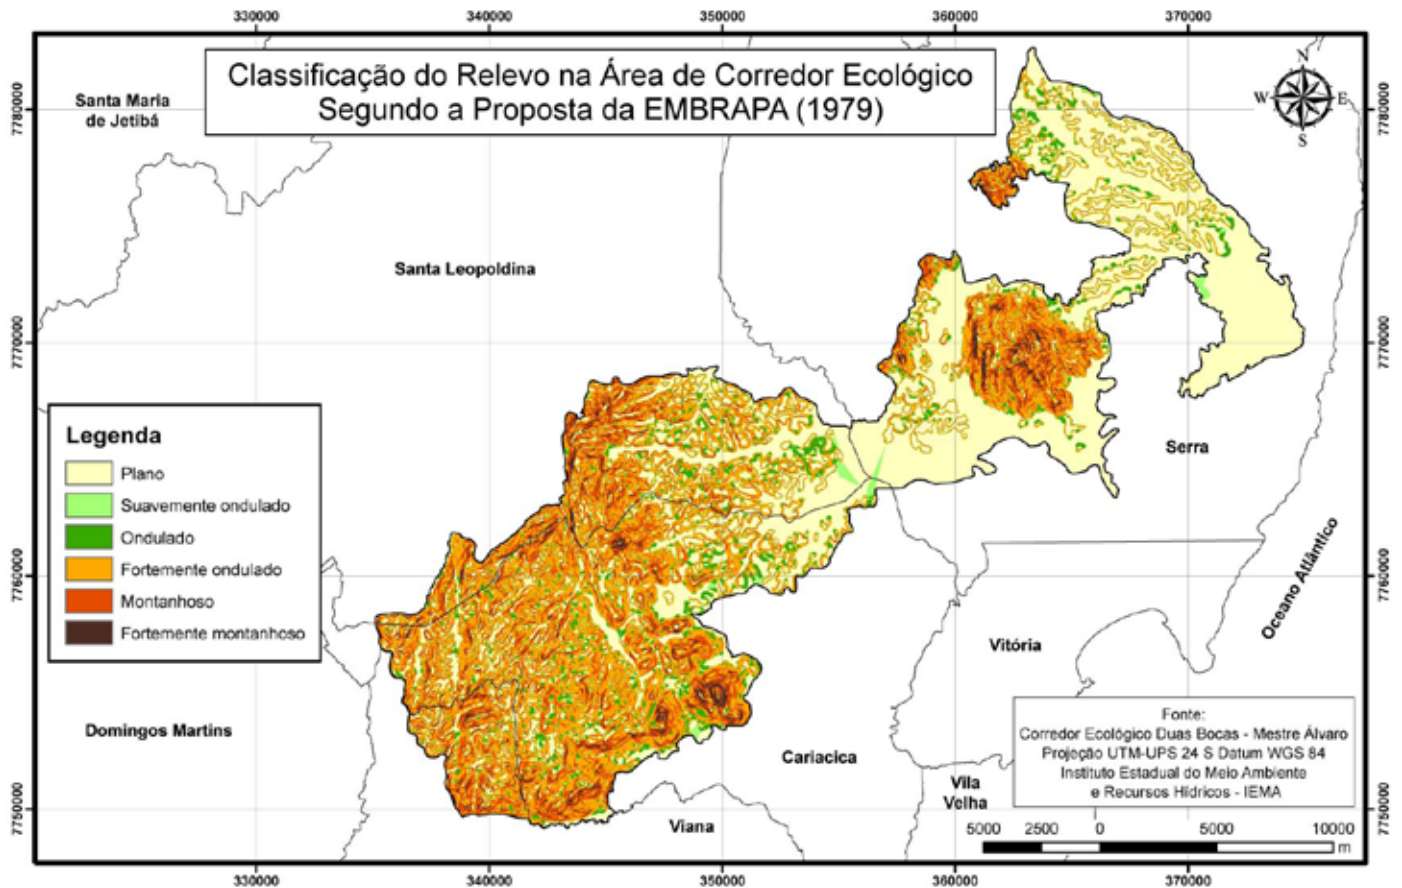 330000 340000 350000 360000 370000
Classificação do Relevo na Área de Corredor Ecológico
Segundo a Proposta da EMBRAPA (1979)
N
W E
S
Santa Maria
de Jetibá
7780000
7780000
Santa Leopoldina
7770000
7770000
Serra
Legenda
Plano
Suavemente ondulado
Ondulado
Fortemente ondulado
Montanhoso
Fortemente montanhoso
7760000
7760000
Oceano Atlântico
Vitória
Domingos Martins
Cariacica
Vila
Velha
Viana
Fonte:
Corredor Ecológico Duas Bocas - Mestre Álvaro
Projeção UTM-UPS 24 S Datum WGS 84
Instituto Estadual do Meio Ambiente
e Recursos Hídricos - IEMA
7750000
7750000
5000 2500 0 5000 10000
m
330000 340000 350000 360000 370000